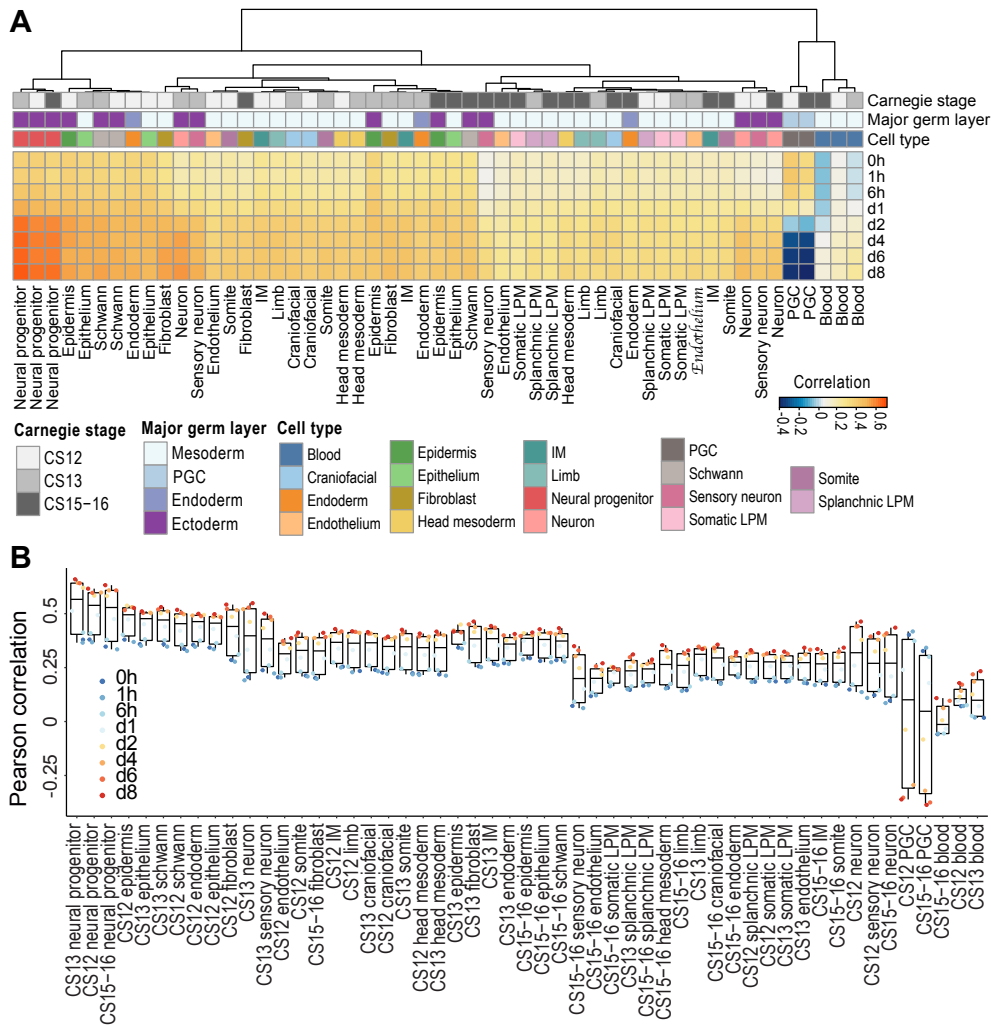 A
Carnegie stage
Major germ layer
Cell type
0h
1h
6h
d1
d2
d4
d6
d8
Neural progenitor
Neural progenitor
Neural progenitor
Epidermis
Epithelium
Schwann
Schwann
Endoderm
Epithelium
Fibroblast
Neuron
Sensory neuron
Endothelium
Somite
Fibroblast
IM
Limb
Craniofacial
Craniofacial
Somite
Head mesoderm
Head mesoderm
Epidermis
Fibroblast
IM
Endoderm
Epidermis
Epithelium
Schwann
Sensory neuron
Endothelium
Somatic LPM
Splanchnic LPM
Splanchnic LPM
Head mesoderm
Limb
Limb
Craniofacial
Endoderm
Splanchnic LPM
Somatic LPM
Somatic LPM
Endothelium
IM
Somite
Neuron
Sensory neuron
Neuron
PGC
PGC
Blood
Blood
Blood
Correlation
-0.4
-0.2
0
0.2
0.4
0.6
Carnegie stage
CS12
CS13
CS15-16
Major germ layer
Mesoderm
PGC
Endoderm
Ectoderm
Cell type
Blood
Craniofacial
Endoderm
Endothelium
Epidermis
Epithelium
Fibroblast
Head mesoderm
IM
Limb
Neural progenitor
Neuron
PGC
Schwann
Sensory neuron
Somatic LPM
Somite
Splanchnic LPM
B
Pearson correlation
0.5
0.25
0
-0.25
0h
1h
6h
d1
d2
d4
d6
d8
CS13 neural progenitor
CS12 neural progenitor
CS15-16 neural progenitor
CS12 epidermis
CS13 epithelium
CS13 schwann
CS12 schwann
CS12 endoderm
CS12 epithelium
CS12 fibroblast
CS13 neuron
CS13 sensory neuron
CS12 endothelium
CS12 somite
CS15-16 fibroblast
CS12 IM
CS12 limb
CS13 craniofacial
CS12 craniofacial
CS13 somite
CS12 head mesoderm
CS13 head mesoderm
CS13 epidermis
CS13 fibroblast
CS13 IM
CS13 endoderm
CS15-16 epidermis
CS15-16 epithelium
CS15-16 schwann
CS15-16 sensory neuron
CS15-16 endothelium
CS15-16 somatic LPM
CS13 splanchnic LPM
CS15-16 splanchnic LPM
CS15-16 head mesoderm
CS15-16 limb
CS13 limb
CS15-16 craniofacial
CS15-16 endoderm
CS12 splanchnic LPM
CS12 somatic LPM
CS13 somatic LPM
CS13 endothelium
CS15-16 IM
CS15-16 somite
CS12 neuron
CS12 sensory neuron
CS15-16 neuron
CS12 PGC
CS15-16 PGC
CS15-16 blood
CS12 blood
CS13 blood